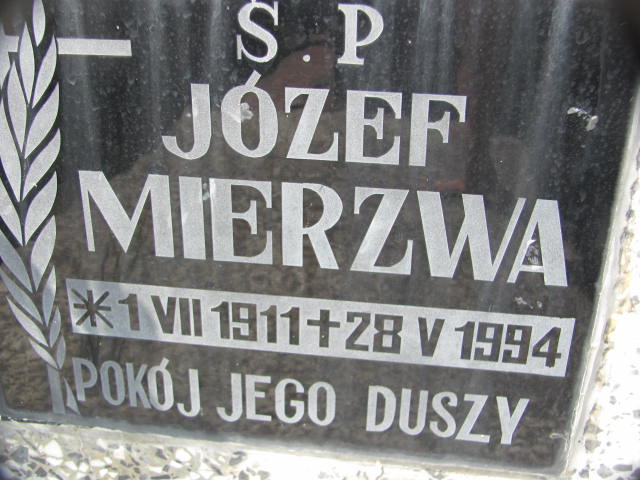 Ś.P
JÓZEF
MIERZWA
* 1 VII 1911 + 28 V 1994
POKÓJ JEGO DUSZY